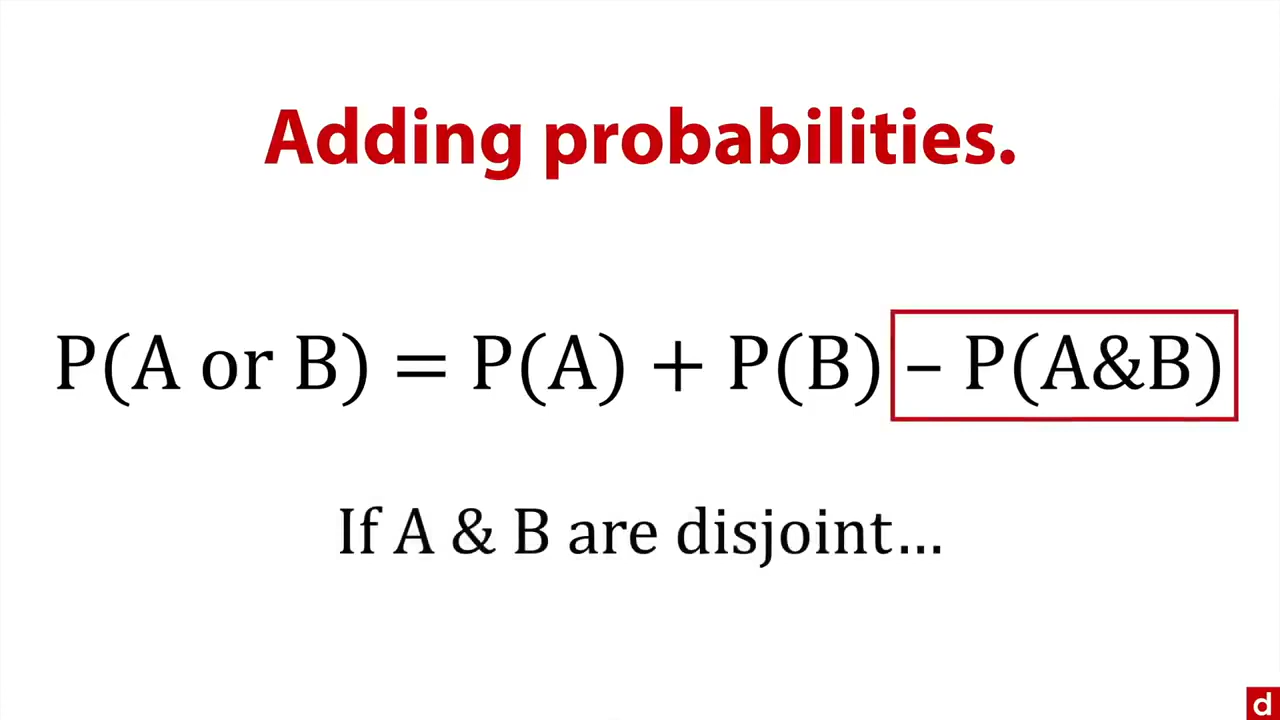 Adding probabilities.
P(A or B) = P(A) + P(B) – P(A&B)
If A & B are disjoint…
d